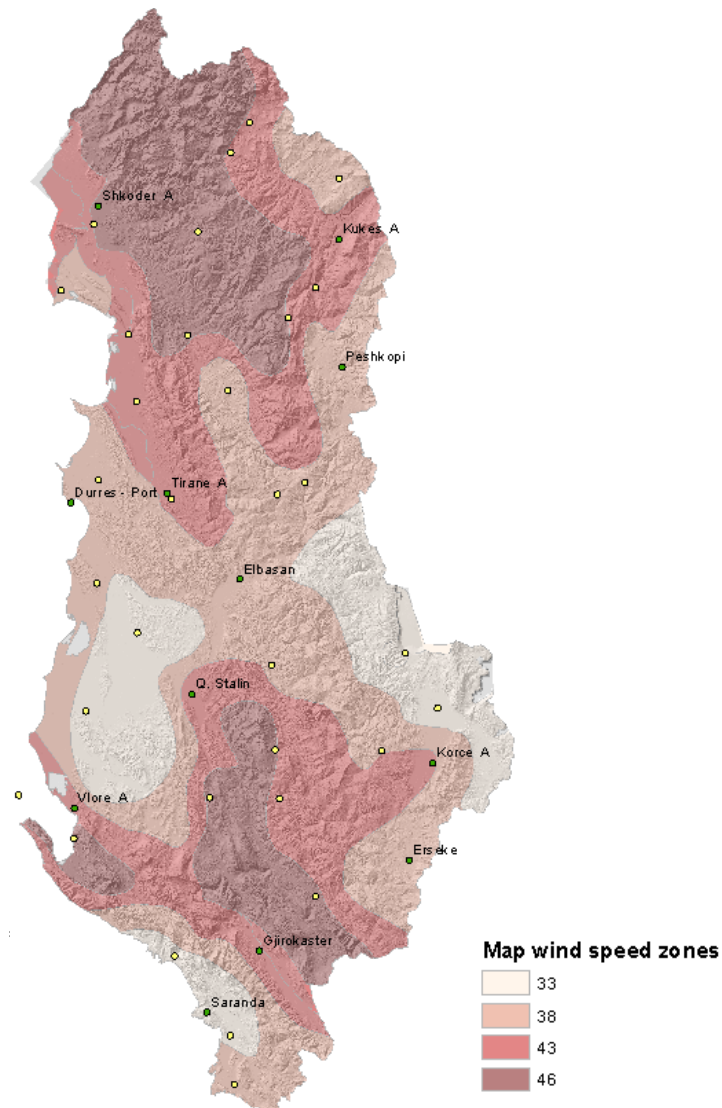 Shkoder A
Kukes A
Peshkopi
Tirane A
Durres - Port
Elbasan
Q. Stalin
Korce A
Vlore A
Erseke
Gjirokaster
Saranda
Map wind speed zones
33
38
43
46